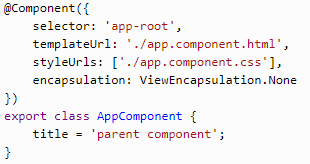 @Component({
    selector: 'app-root',
    templateUrl: './app.component.html',
    styleUrls: ['./app.component.css'],
    encapsulation: ViewEncapsulation.None
})
export class AppComponent {
    title = 'parent component';
}